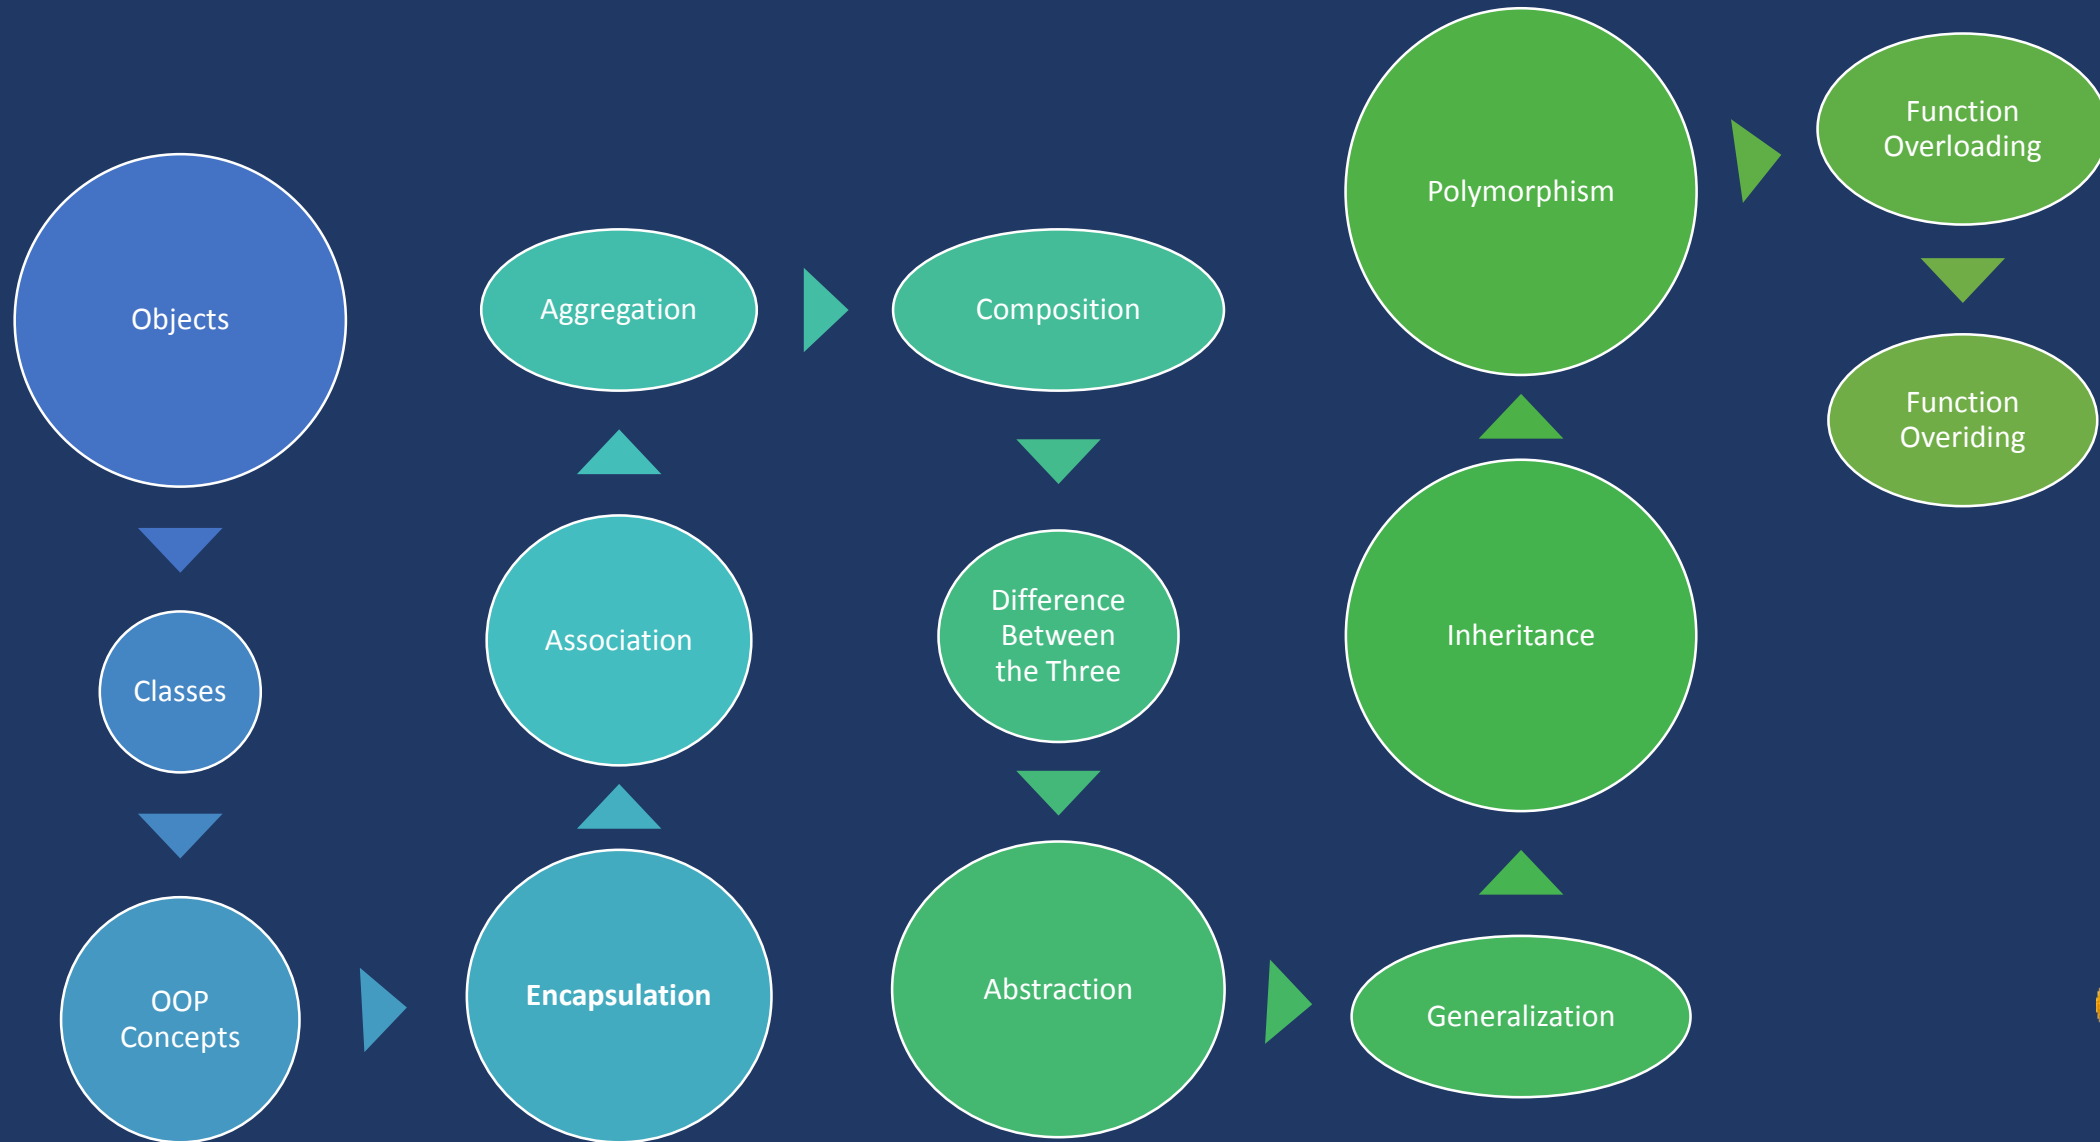 Objects
Classes
OOP
Concepts
Encapsulation
Association
Aggregation
Composition
Difference
Between
the Three
Abstraction
Generalization
Inheritance
Polymorphism
Function
Overloading
Function
Overiding